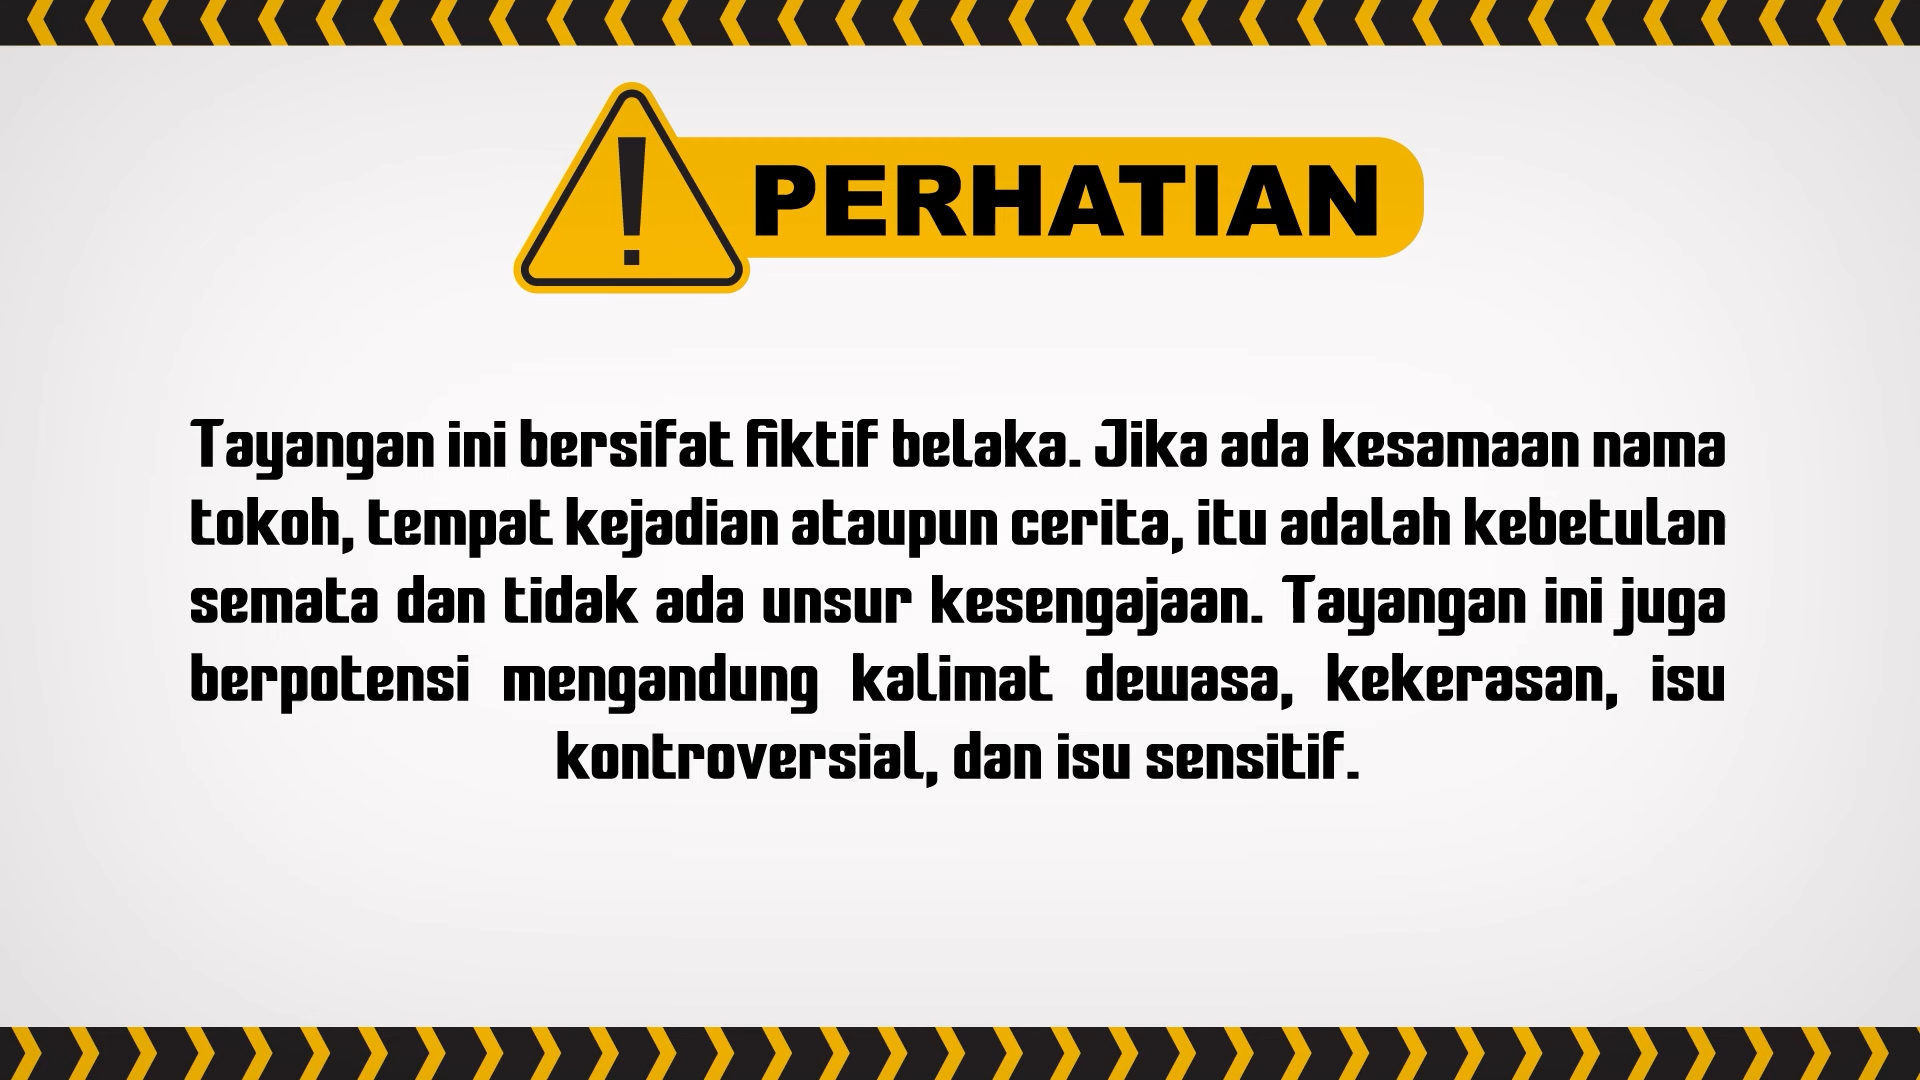 !
PERHATIAN
Tayangan ini bersifat fiktif belaka. Jika ada kesamaan nama
tokoh, tempat kejadian ataupun cerita, itu adalah kebetulan
semata dan tidak ada unsur kesengajaan. Tayangan ini juga
berpotensi mengandung kalimat dewasa, kekerasan, isu
kontroversial, dan isu sensitif.